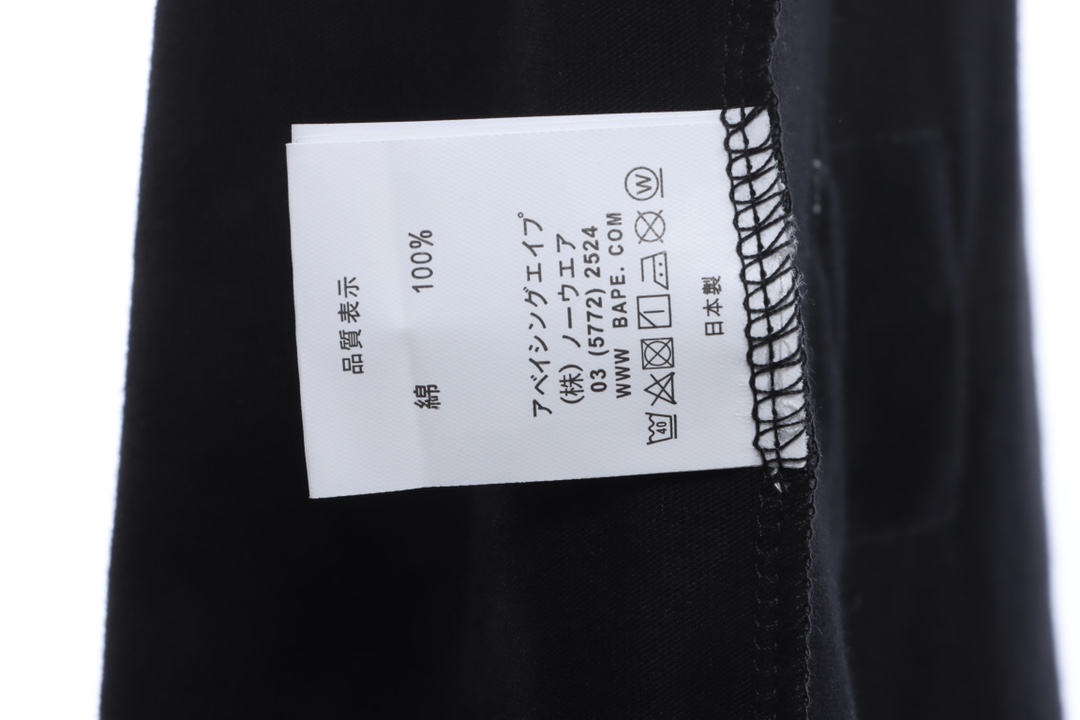 品質表示
綿 100%
アベイシングエイプ
(株) ノーウエア
03 (5772) 2524
WWW BAPE. COM
40 W
日本製